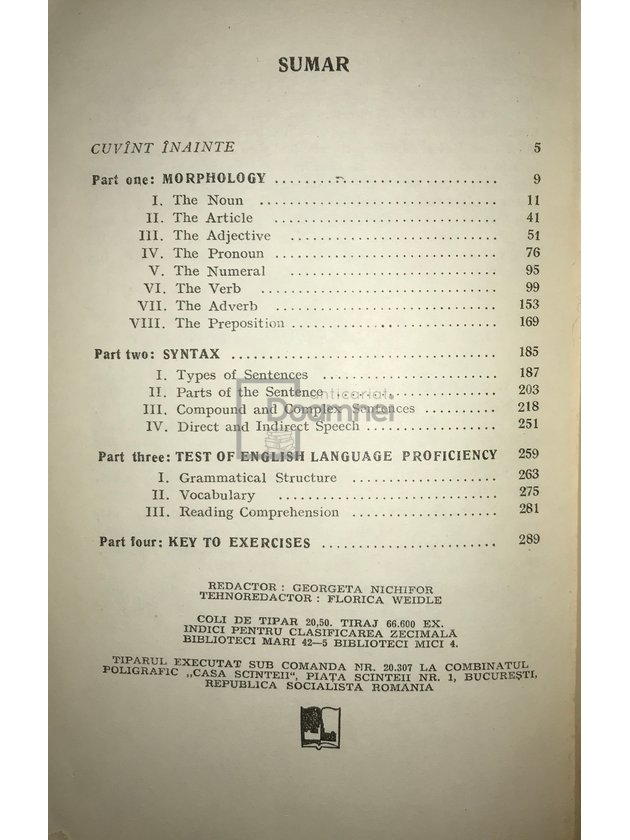 SUMAR
CUVÎNT ÎNAINTE 5
Part one: MORPHOLOGY .................................. 9
I. The Noun .................................. 11
II. The Article .............................. 41
III. The Adjective ............................ 51
IV. The Pronoun ............................... 76
V. The Numeral ............................... 95
VI. The Verb .................................. 99
VII. The Adverb .............................. 153
VIII. The Preposition ........................... 169
Part two: SYNTAX ...................................... 185
I. Types of Sentences ........................ 187
II. Parts of the Sentence ..................... 203
III. Compound and Complex Sentences .......... 218
IV. Direct and Indirect Speech ................. 251
Part three: TEST OF ENGLISH LANGUAGE PROFICIENCY 259
I. Grammatical Structure ..................... 263
II. Vocabulary ............................... 275
III. Reading Comprehension ................... 281
Part four: KEY TO EXERCISES .......................... 289
anticariat
Doamnei
REDACTOR : GEORGETA NICHIFOR
TEHNOREDACTOR : FLORICA WEIDLE
COLI DE TIPAR 20,50. TIRAJ 66.600 EX.
INDICI PENTRU CLASIFICAREA ZECIMALĂ
BIBLIOTECI MARI 42—5 BIBLIOTECI MICI 4.
TIPARUL EXECUTAT SUB COMANDA NR. 20.307 LA COMBINATUL
POLIGRAFIC „CASA SCINTEII", PIAȚA SCINTEII NR. 1, BUCUREȘTI,
REPUBLICA SOCIALISTA ROMÂNIA